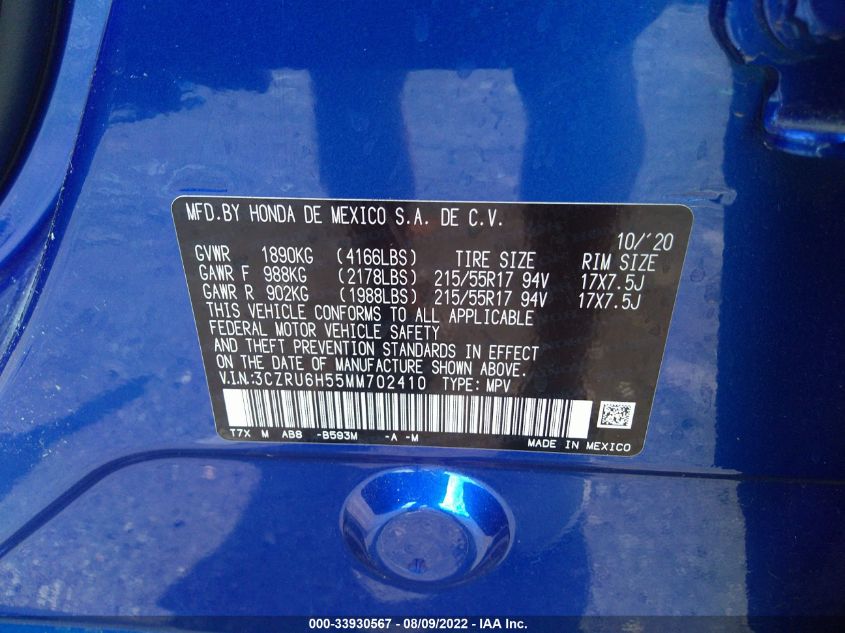 MFD.BY HONDA DE MEXICO S.A. DE C.V.
10/'20
GVWR 1890KG (4166LBS) TIRE SIZE RIM SIZE
GAWR F 988KG (2178LBS) 215/55R17 94V 17X7.5J
GAWR R 902KG (1988LBS) 215/55R17 94V 17X7.5J
THIS VEHICLE CONFORMS TO ALL APPLICABLE
FEDERAL MOTOR VEHICLE SAFETY
AND THEFT PREVENTION STANDARDS IN EFFECT
ON THE DATE OF MANUFACTURE SHOWN ABOVE.
V.I.N:3CZRU6H55MM702410 TYPE: MPV
T7X M AB8 -B593M -A -M
MADE IN MEXICO
000-33930567 - 08/09/2022 - IAA Inc.